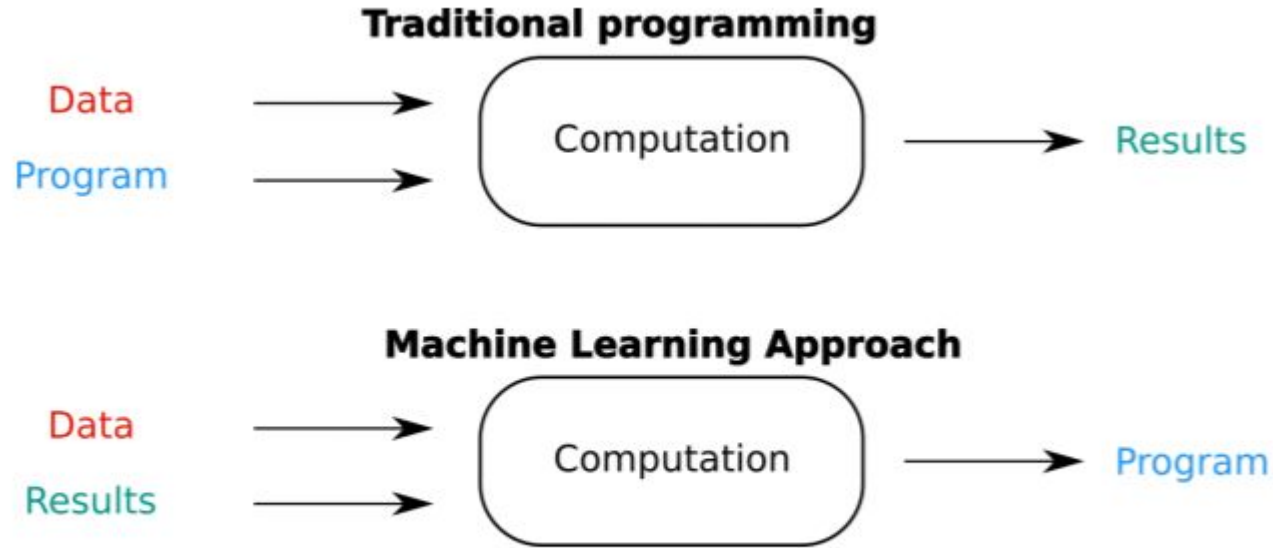 Traditional programming
Data
Program
Computation
Results
Machine Learning Approach
Data
Results
Computation
Program